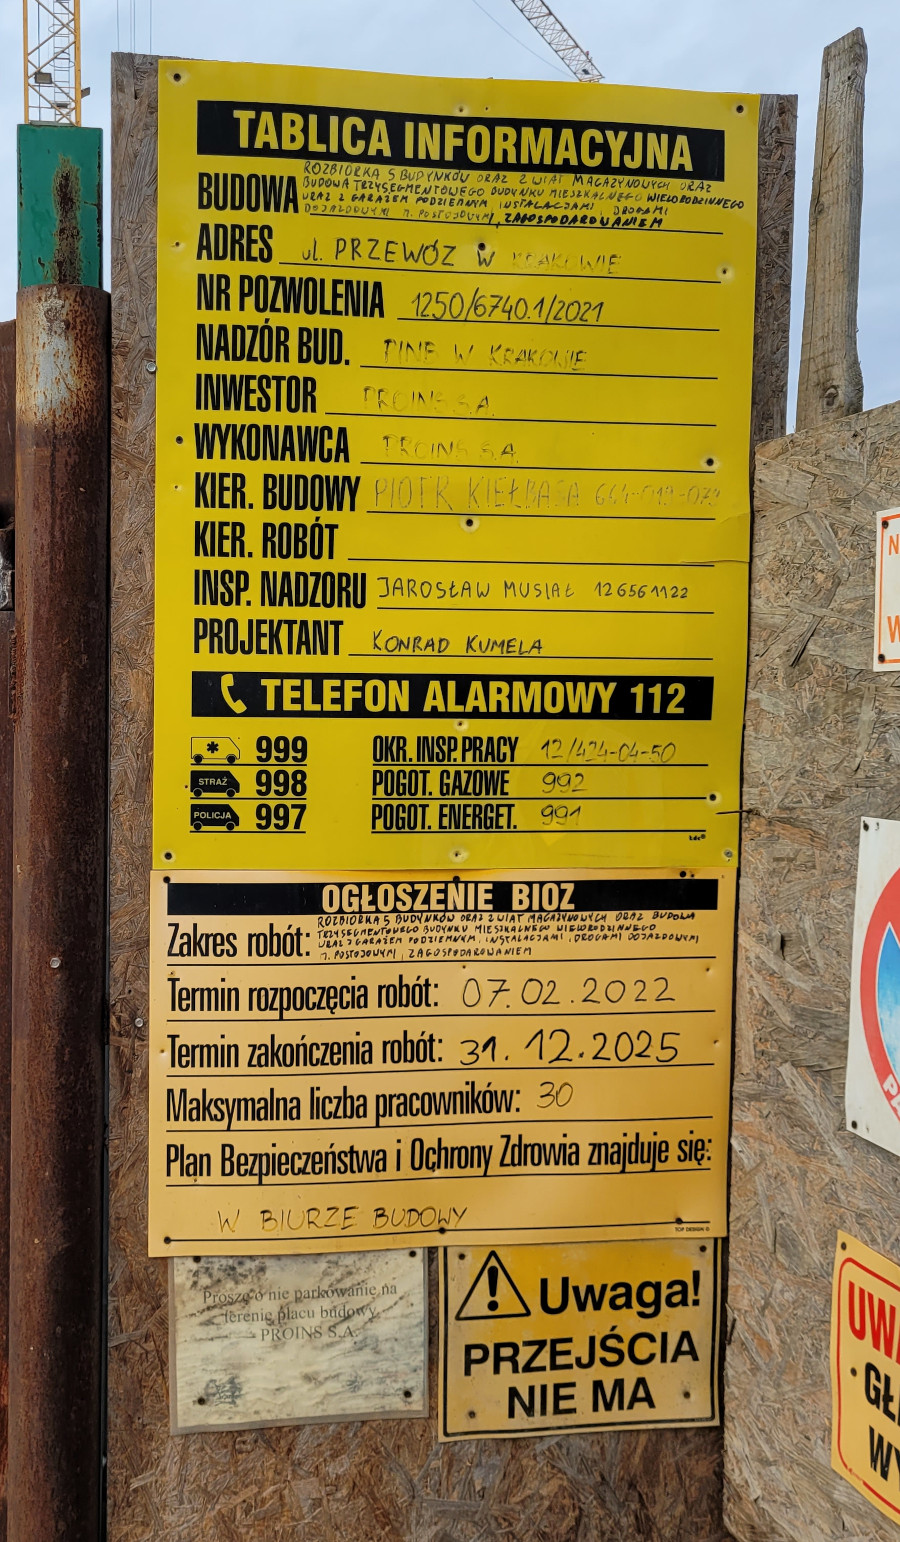 TABLICA INFORMACYJNA
BUDOWA ROZBIÓRKA 5 BUDYNKÓW ORAZ 2 WIAT MAGAZYNOWYCH ORAZ
BUDOWA TRZYSEGMENTOWEGO BUDYNKU MIESZKALNEGO WIELORODZINNEGO
WRAZ Z GARAŻEM PODZIEMNYM, INSTALACJAMI, DROGAMI
DOJAZDOWYMI, M. POSTOJOWYMI, ZAGOSPODAROWANIEM
ADRES ul. PRZEWÓZ W KRAKOWIE
NR POZWOLENIA 1250/6740.1/2021
NADZÓR BUD. PINB W KRAKOWIE
INWESTOR PROINS S.A.
WYKONAWCA PROINS S.A.
KIER. BUDOWY PIOTR KIEŁBASA
KIER. ROBÓT
INSP. NADZORU JAROSŁAW MUSIAŁ 126561122
PROJEKTANT KONRAD KUMELA
TELEFON ALARMOWY 112
999 OKR. INSP. PRACY 12/424-04-50
STRAŻ 998 POGOT. GAZOWE 992
POLICJA 997 POGOT. ENERGET. 991
OGŁOSZENIE BIOZ
Zakres robót: ROZBIÓRKA 5 BUDYNKÓW ORAZ 2 WIAT MAGAZYNOWYCH ORAZ BUDOWA
TRZYSEGMENTOWEGO BUDYNKU MIESZKALNEGO WIELORODZINNEGO
WRAZ Z GARAŻEM PODZIEMNYM, INSTALACJAMI, DROGAMI DOJAZDOWYMI
M. POSTOJOWYMI, ZAGOSPODAROWANIEM
Termin rozpoczęcia robót: 07.02.2022
Termin zakończenia robót: 31.12.2025
Maksymalna liczba pracowników: 30
Plan Bezpieczeństwa i Ochrony Zdrowia znajduje się:
W BIURZE BUDOWY
TOP DESIGN
Proszę o nie parkowanie na
terenie placu budowy
- PROINS S.A.
Uwaga!
PRZEJŚCIA
NIE MA